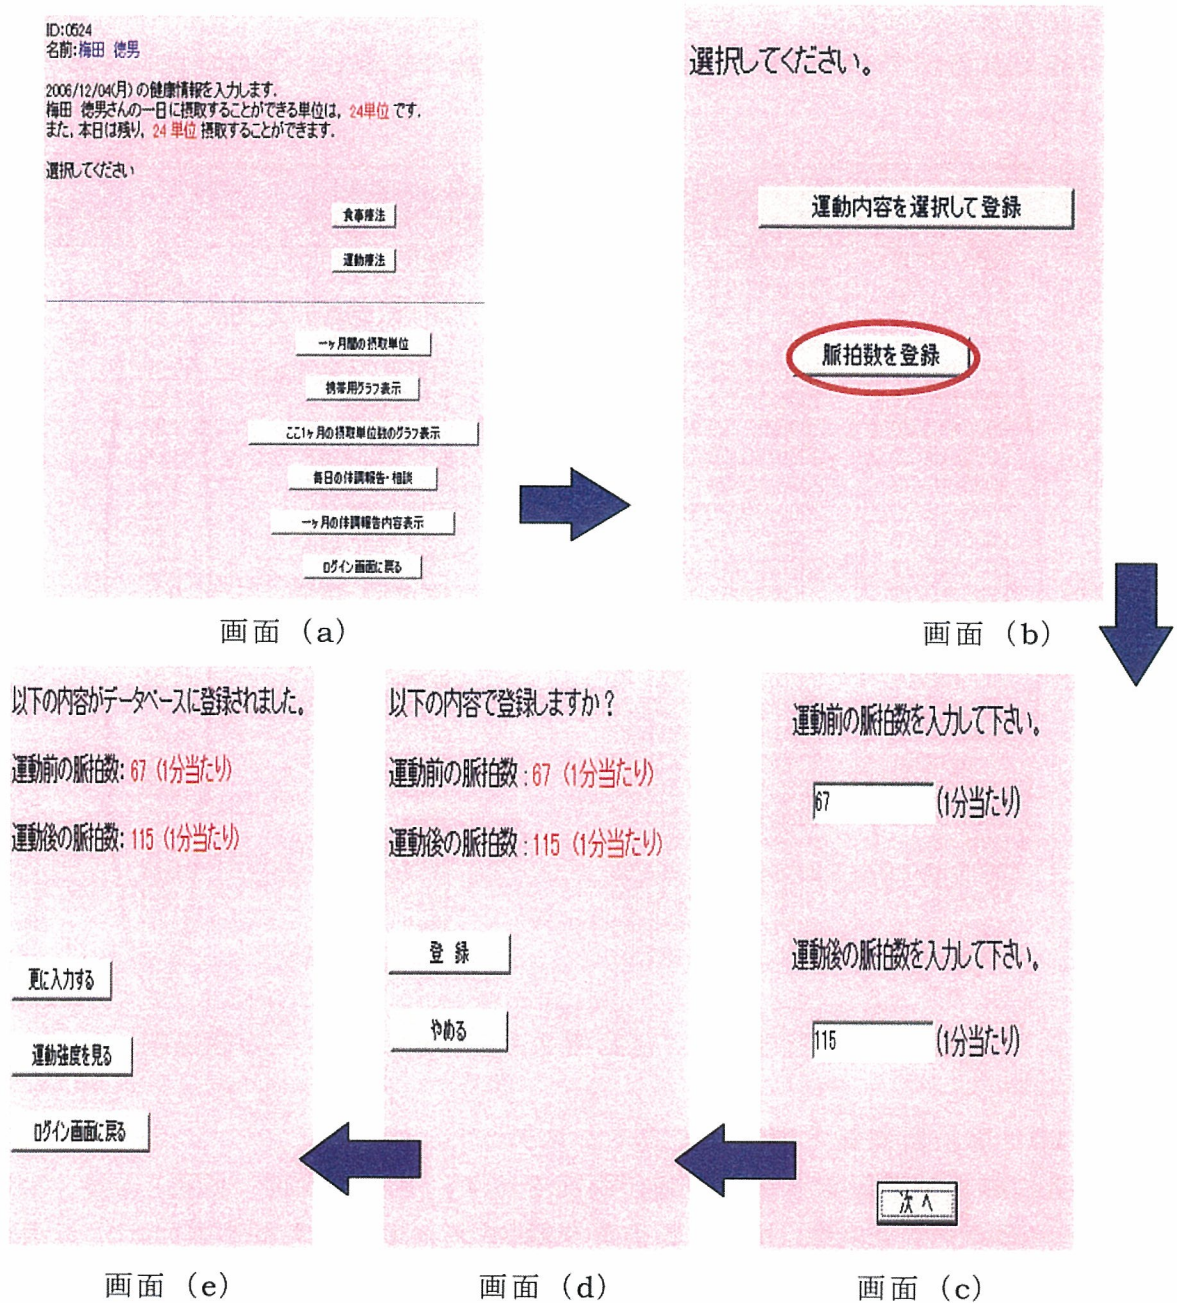 ID:0524
名前:梅田 徳男
2006/12/04(月)の健康情報を入力します.
梅田 徳男さんの一日に摂取することができる単位は, 24単位 です.
また, 本日は残り, 24 単位 摂取することができます.
選択してください
食事療法
運動療法
一ヶ月間の摂取単位
携帯用グラフ表示
ここ1ヶ月の摂取単位数のグラフ表示
毎日の体調報告・相談
一ヶ月の体調報告内容表示
ログイン画面に戻る
画面 (a)
選択してください。
運動内容を選択して登録
脈拍数を登録
画面 (b)
運動前の脈拍数を入力して下さい。
67 (1分当たり)
運動後の脈拍数を入力して下さい。
115 (1分当たり)
次へ
画面 (c)
以下の内容で登録しますか?
運動前の脈拍数 : 67 (1分当たり)
運動後の脈拍数 : 115 (1分当たり)
登 録
やめる
画面 (d)
以下の内容がデータベースに登録されました。
運動前の脈拍数: 67 (1分当たり)
運動後の脈拍数: 115 (1分当たり)
更に入力する
運動強度を見る
ログイン画面に戻る
画面 (e)